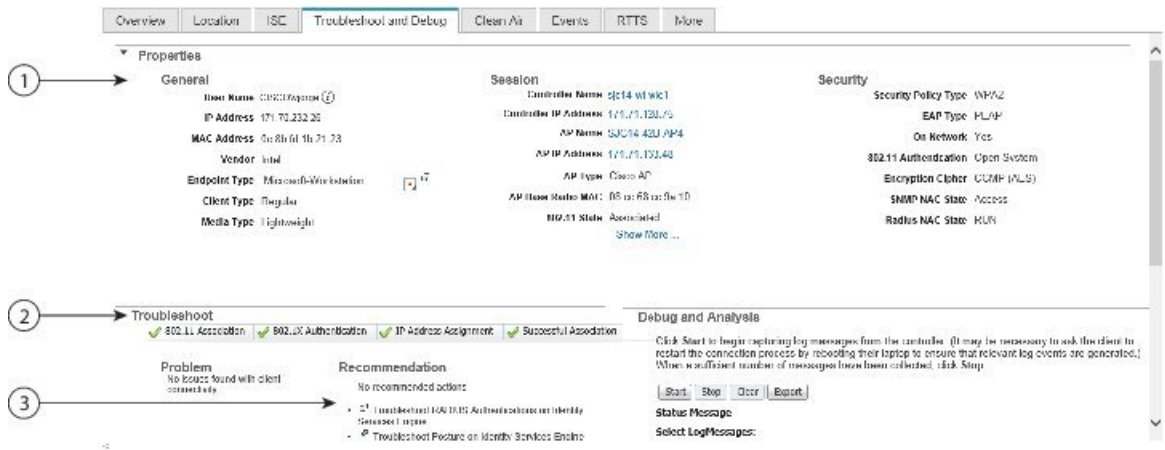 Overview Location ISE Troubleshoot and Debug Clean Air Events RTTS More
Properties
1
General
User Name
IP Address 171.70.232.26
MAC Address
Vendor Intel
Endpoint Type Microsoft-Workstation
Client Type Regular
Media Type Lightweight
Session
Controller Name
Controller IP Address
AP Name
AP IP Address
AP Type Cisco AP
AP Base Radio MAC
802.11 State Associated
Show More ...
Security
Security Policy Type WPA2
EAP Type PEAP
On Network Yes
802.11 Authentication Open System
Encryption Cipher CCMP (AES)
SNMP NAC State Access
Radius NAC State RUN
2
Troubleshoot
802.11 Association 802.1X Authentication IP Address Assignment Successful Association
Problem
No issues found with client
connectivity
Recommendation
No recommended actions
3
Troubleshoot RADIUS Authentications on Identity
Services Engine
Troubleshoot Posture on Identity Services Engine
Debug and Analysis
Click Start to begin capturing log messages from the controller. (It may be necessary to ask the client to
restart the connection process by rebooting their laptop to ensure that relevant log events are generated.)
When a sufficient number of messages have been collected, click Stop
Start Stop Clear Export
Status Message
Select LogMessages: